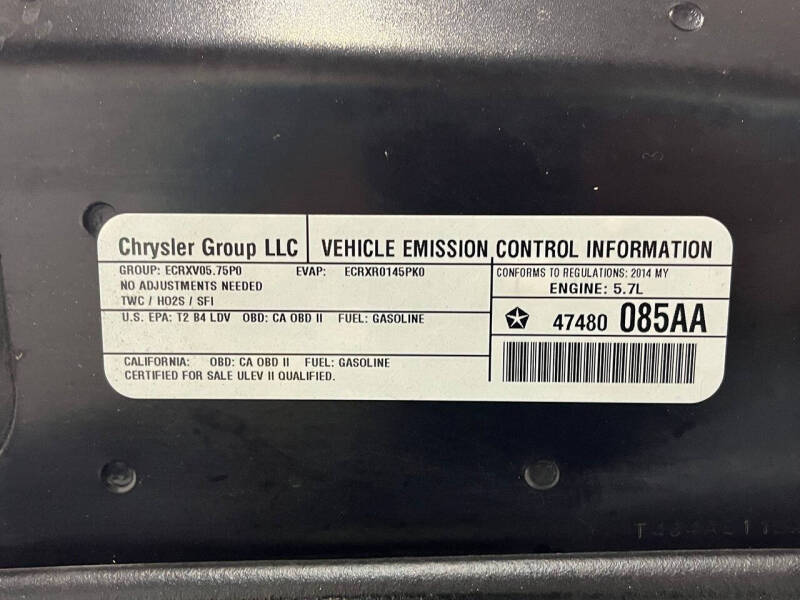 Chrysler Group LLC VEHICLE EMISSION CONTROL INFORMATION
GROUP: ECRXV05.75P0 EVAP: ECRXR0145PK0
NO ADJUSTMENTS NEEDED
TWC / HO2S / SFI
CONFORMS TO REGULATIONS: 2014 MY
ENGINE: 5.7L
U.S. EPA: T2 B4 LDV OBD: CA OBD II FUEL: GASOLINE
47480 085AA
CALIFORNIA: OBD: CA OBD II FUEL: GASOLINE
CERTIFIED FOR SALE ULEV II QUALIFIED.